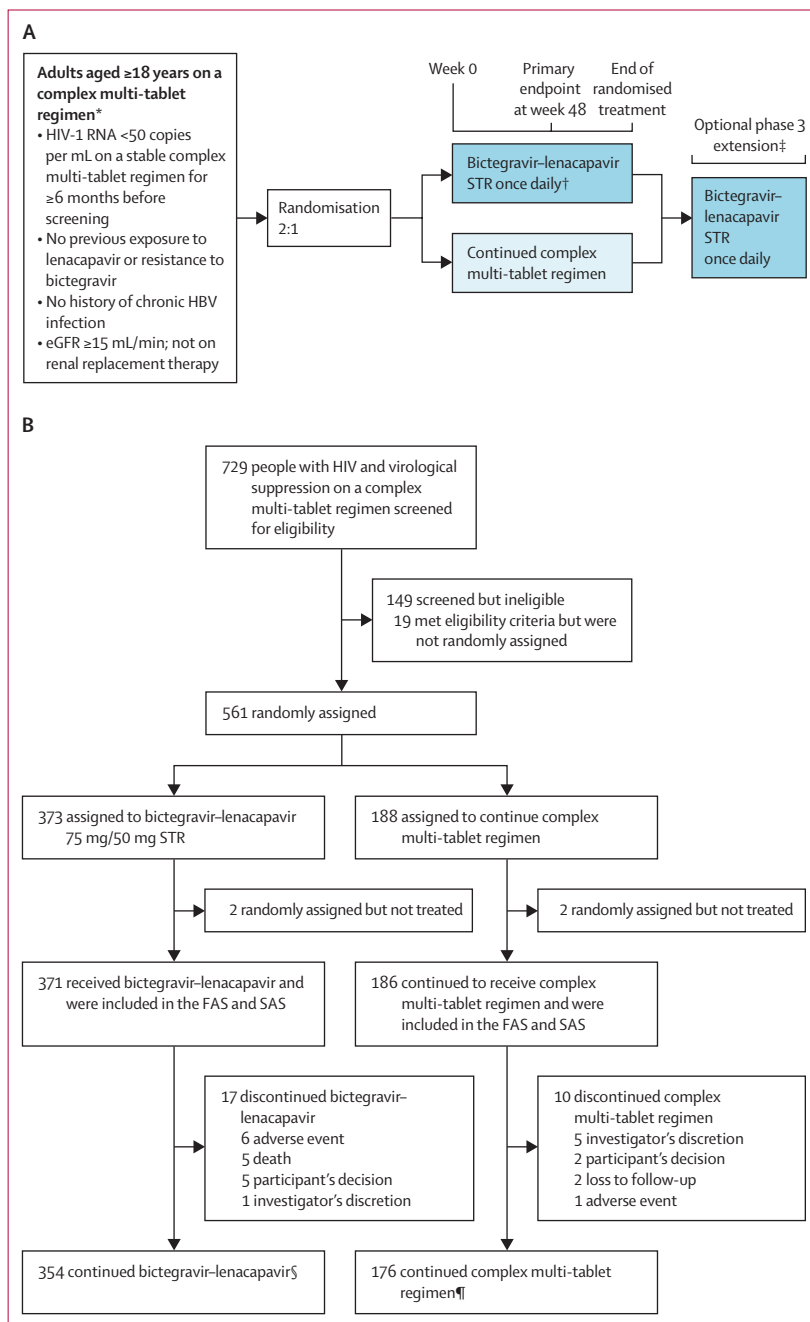 A
Adults aged ≥18 years on a
complex multi-tablet
regimen*
• HIV-1 RNA <50 copies
per mL on a stable complex
multi-tablet regimen for
≥6 months before
screening
• No previous exposure to
lenacapavir or resistance to
bictegravir
• No history of chronic HBV
infection
• eGFR ≥15 mL/min; not on
renal replacement therapy
Randomisation
2:1
Week 0
Primary
endpoint
at week 48
End of
randomised
treatment
Bictegravir–lenacapavir
STR once daily†
Continued complex
multi-tablet regimen
Optional phase 3
extension‡
Bictegravir–
lenacapavir
STR
once daily
B
729 people with HIV and virological
suppression on a complex
multi-tablet regimen screened
for eligibility
149 screened but ineligible
19 met eligibility criteria but were
not randomly assigned
561 randomly assigned
373 assigned to bictegravir–lenacapavir
75 mg/50 mg STR
188 assigned to continue complex
multi-tablet regimen
2 randomly assigned but not treated
2 randomly assigned but not treated
371 received bictegravir–lenacapavir and
were included in the FAS and SAS
186 continued to receive complex
multi-tablet regimen and were
included in the FAS and SAS
17 discontinued bictegravir–
lenacapavir
6 adverse event
5 death
5 participant's decision
1 investigator's discretion
10 discontinued complex
multi-tablet regimen
5 investigator's discretion
2 participant's decision
2 loss to follow-up
1 adverse event
354 continued bictegravir–lenacapavir§
176 continued complex multi-tablet
regimen¶